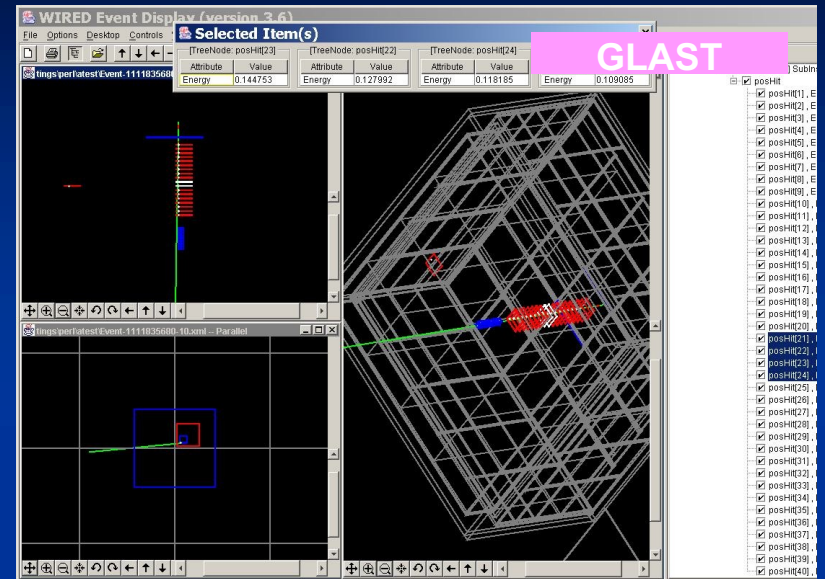 WIRED Event Display (version 3.6)
File Options Desktop Controls
Selected Item(s)
[TreeNode: posHit[23]
Attribute Value
Energy 0.144753
[TreeNode: posHit[22]
Attribute Value
Energy 0.127992
[TreeNode: posHit[24]
Attribute Value
Energy 0.118185
Energy 0.109085
GLAST
tings\perl\atest\Event-1111835600
tings\perl\atest\Event-1111835600-10.xml -- Parallel
posHit
posHit[1] , E
posHit[2] , E
posHit[3] , E
posHit[4] , E
posHit[5] , E
posHit[6] , E
posHit[7] , E
posHit[8] , E
posHit[9] , E
posHit[10] ,
posHit[11] ,
posHit[12] ,
posHit[13] ,
posHit[14] ,
posHit[15] ,
posHit[16] ,
posHit[17] ,
posHit[18] ,
posHit[19] ,
posHit[20] ,
posHit[21] ,
posHit[22] ,
posHit[23] ,
posHit[24] ,
posHit[25] ,
posHit[26] ,
posHit[27] ,
posHit[28] ,
posHit[29] ,
posHit[30] ,
posHit[31] ,
posHit[32] ,
posHit[33] ,
posHit[34] ,
posHit[35] ,
posHit[36] ,
posHit[37] ,
posHit[38] ,
posHit[39] ,
posHit[40] ,